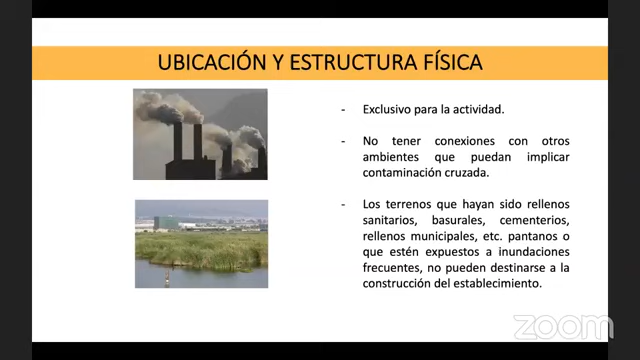 UBICACIÓN Y ESTRUCTURA FÍSICA
- Exclusivo para la actividad.
- No tener conexiones con otros
ambientes que puedan implicar
contaminación cruzada.
- Los terrenos que hayan sido rellenos
sanitarios, basurales, cementerios,
rellenos municipales, etc. pantanos o
que estén expuestos a inundaciones
frecuentes, no pueden destinarse a la
construcción del establecimiento.
zoom